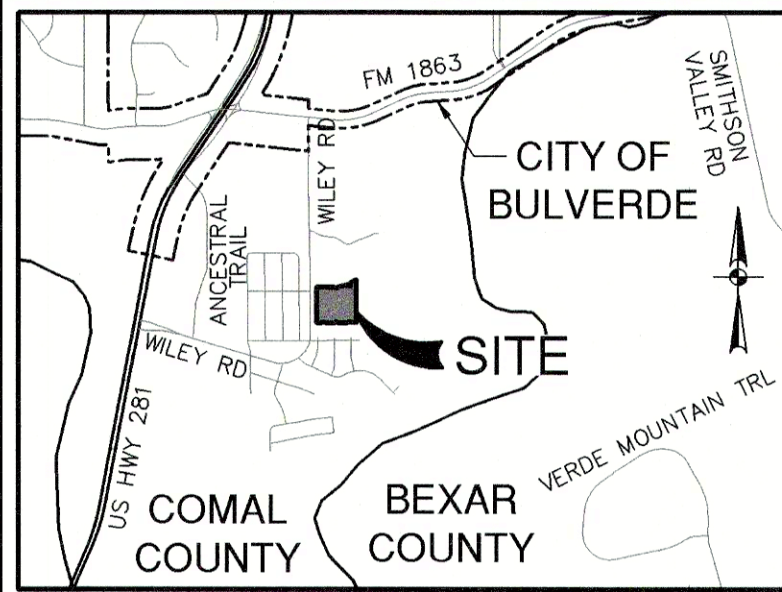 FM 1863
SMITHSON
VALLEY RD
CITY OF
BULVERDE
WILEY RD
ANCESTRAL
TRAIL
SITE
WILEY RD
US HWY 281
VERDE MOUNTAIN TRL
COMAL
COUNTY
BEXAR
COUNTY